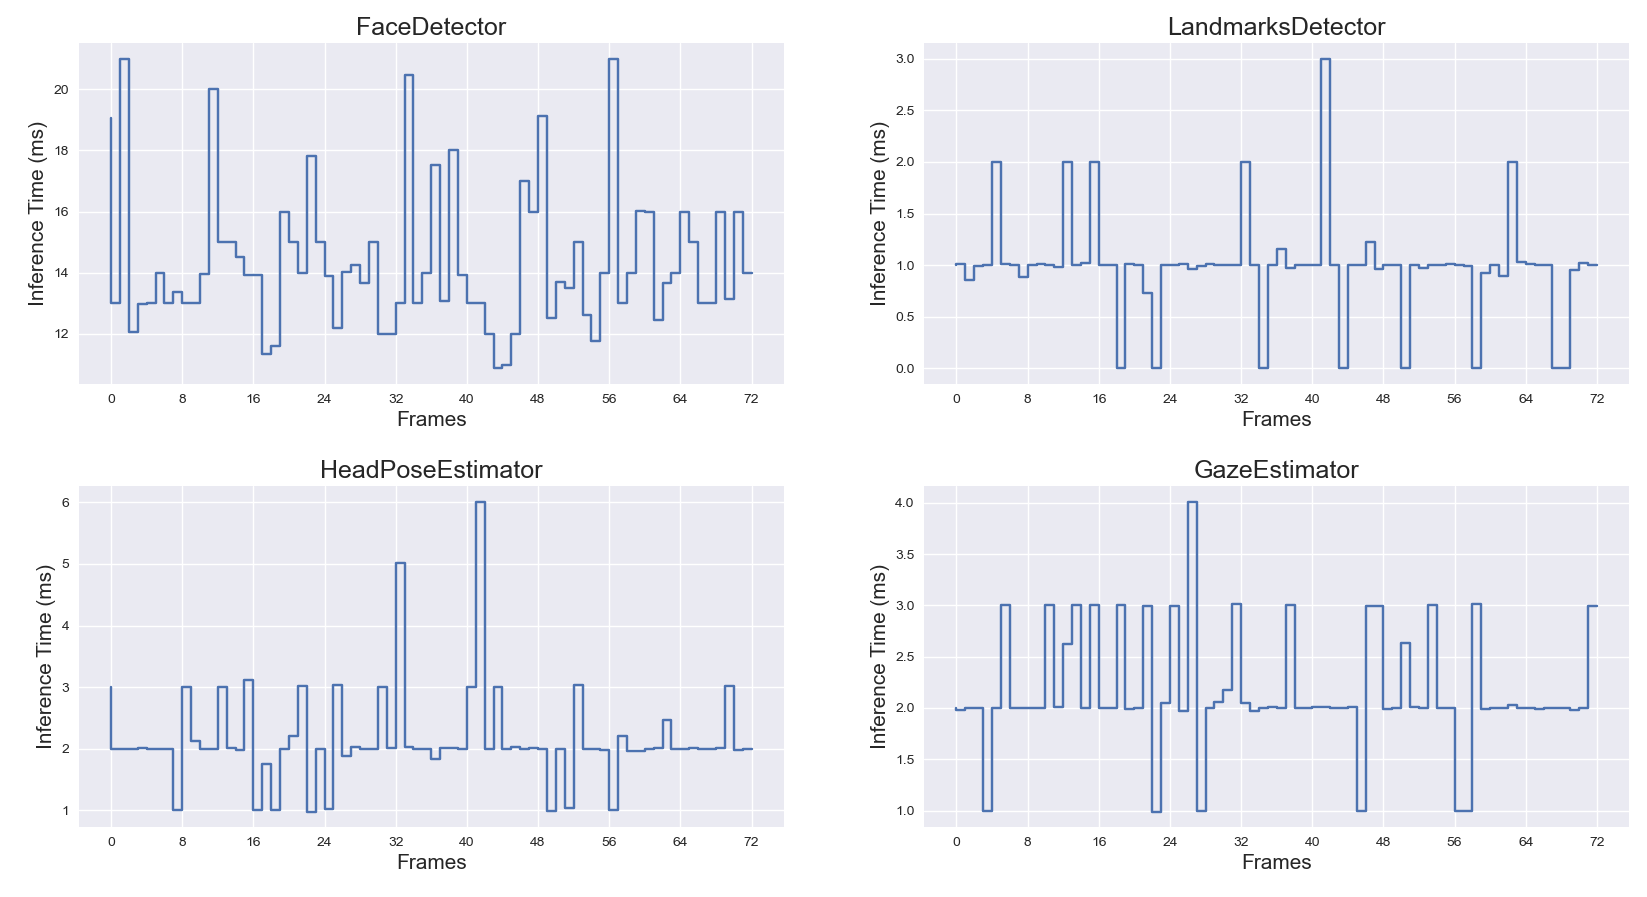 FaceDetector
Inference Time (ms)
20
18
16
14
12
0 8 16 24 32 40 48 56 64 72
Frames
LandmarksDetector
Inference Time (ms)
3.0
2.5
2.0
1.5
1.0
0.5
0.0
0 8 16 24 32 40 48 56 64 72
Frames
HeadPoseEstimator
Inference Time (ms)
6
5
4
3
2
1
0 8 16 24 32 40 48 56 64 72
Frames
GazeEstimator
Inference Time (ms)
4.0
3.5
3.0
2.5
2.0
1.5
1.0
0 8 16 24 32 40 48 56 64 72
Frames